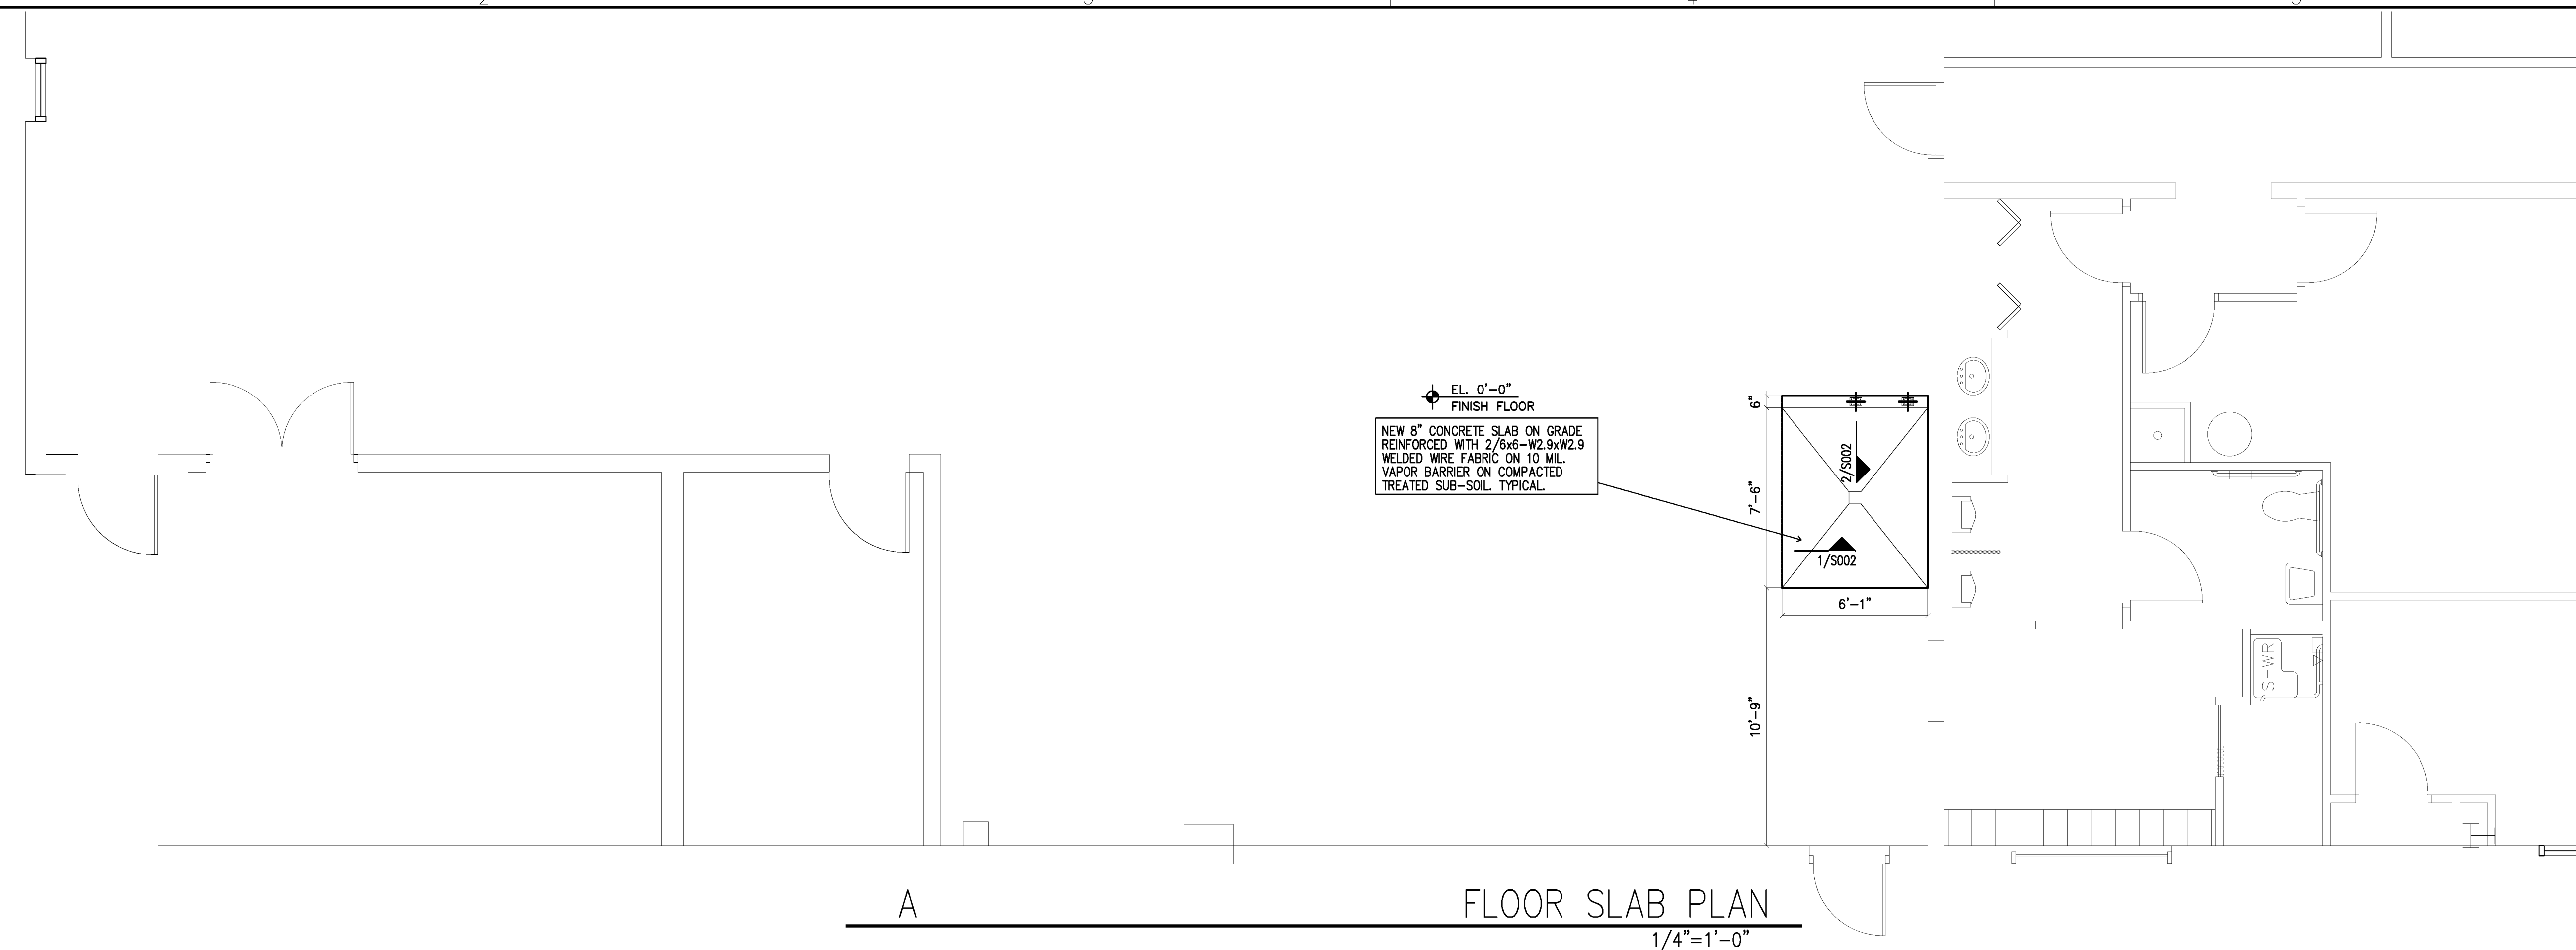 2
4
EL. 0'-0"
FINISH FLOOR
NEW 8" CONCRETE SLAB ON GRADE
REINFORCED WITH 2/6x6-W2.9xW2.9
WELDED WIRE FABRIC ON 10 MIL.
VAPOR BARRIER ON COMPACTED
TREATED SUB-SOIL. TYPICAL.
6"
7'-6"
2/S002
1/S002
6'-1"
10'-9"
SHWR
A
FLOOR SLAB PLAN
1/4"=1'-0"